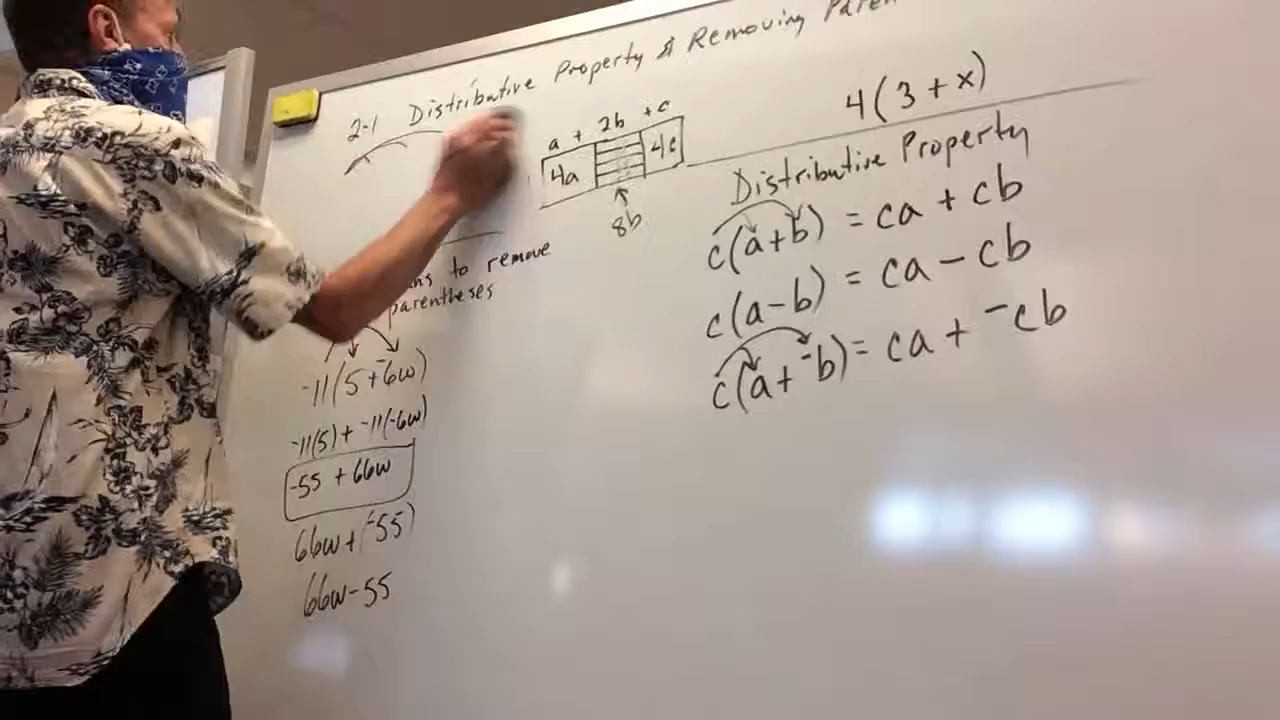 2-1 Distributive Property & Removing Paren
4(3+x)
a + 2b + c
4a 4c
8b
to remove
parentheses
-11(5+-6w)
-11(5)+-11(-6w)
-55+66w
66w+(-55)
66w-55
Distributive Property
c(a+b) = ca + cb
c(a-b) = ca - cb
c(a+-b) = ca + -cb